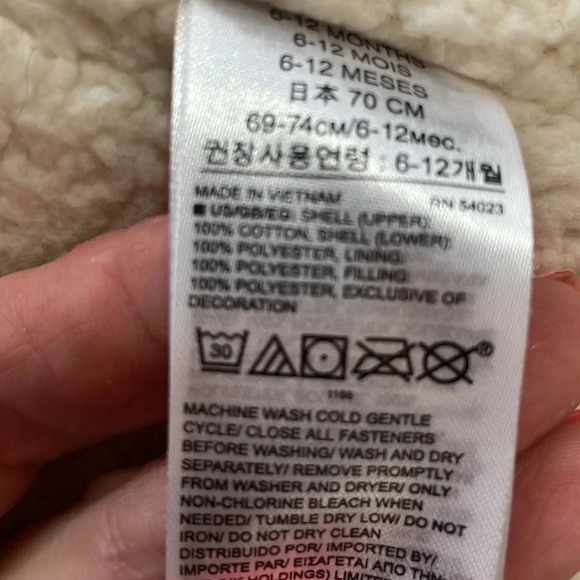 6-12 MONTHS
6-12 MOIS
6-12 MESES
日本 70 CM
69-74см/6-12мос.
권장사용연령 : 6-12개월
MADE IN VIETNAM RN 54023
■ US/GB/EG: SHELL (UPPER):
100% COTTON, SHELL (LOWER):
100% POLYESTER, LINING:
100% POLYESTER, FILLING:
100% POLYESTER, EXCLUSIVE OF
DECORATION
30 ®
1166
MACHINE WASH COLD GENTLE
CYCLE/ CLOSE ALL FASTENERS
BEFORE WASHING/ WASH AND DRY
SEPARATELY/ REMOVE PROMPTLY
FROM WASHER AND DRYER/ ONLY
NON-CHLORINE BLEACH WHEN
NEEDED/ TUMBLE DRY LOW/ DO NOT
IRON/ DO NOT DRY CLEAN
DISTRIBUIDO POR/ IMPORTED BY/
IMPORTE PAR/ ΕΙΣΑΓΕΤΑΙ ΑΠΟ ΤΗΝ
HOLDINGS) LIMITED